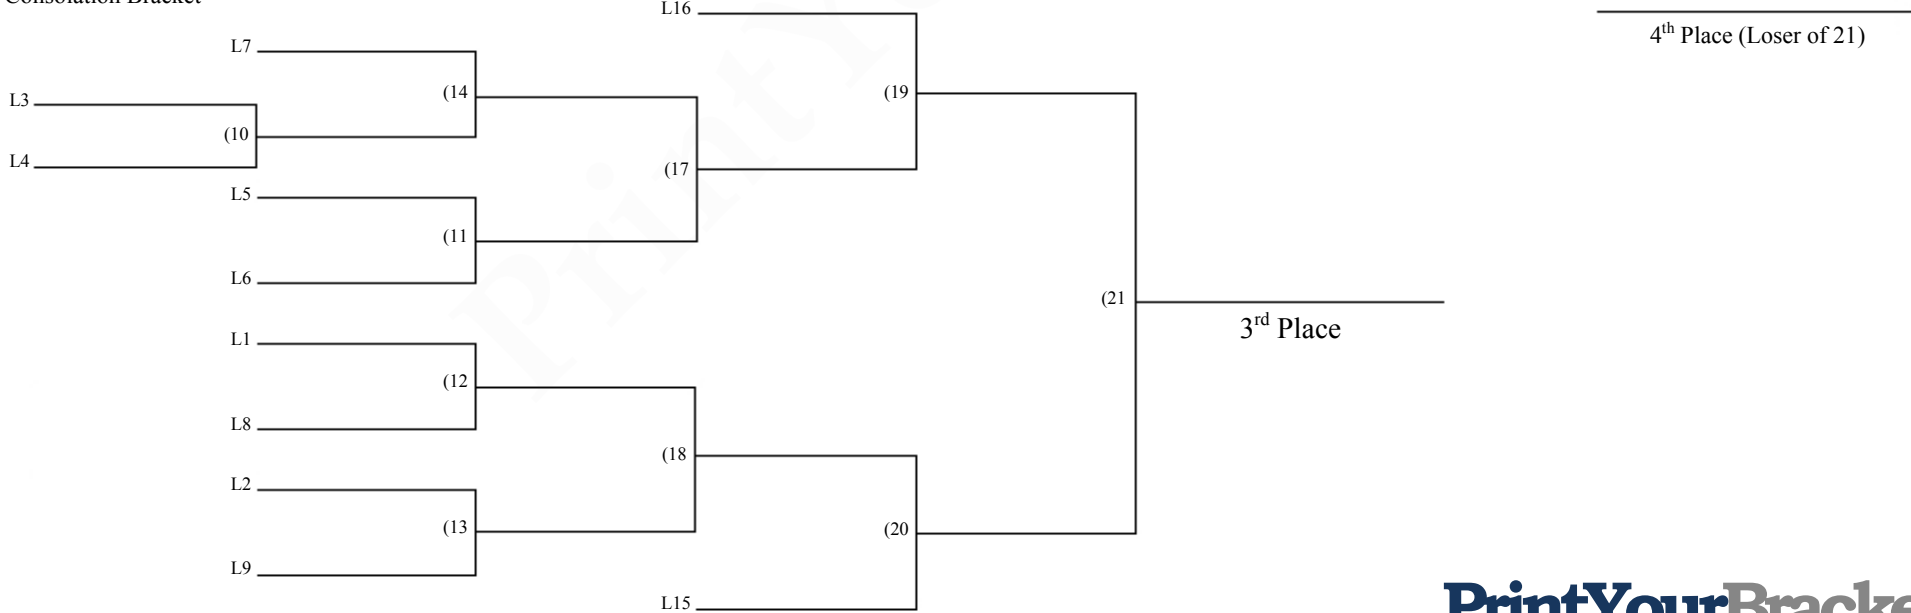 Consolation Bracket
L16
4th Place (Loser of 21)
L7
L3
(14
(19
(10
L4
(17
L5
(11
L6
(21
3rd Place
L1
(12
L8
(18
L2
(13
(20
L9
L15
PrintYourBracke